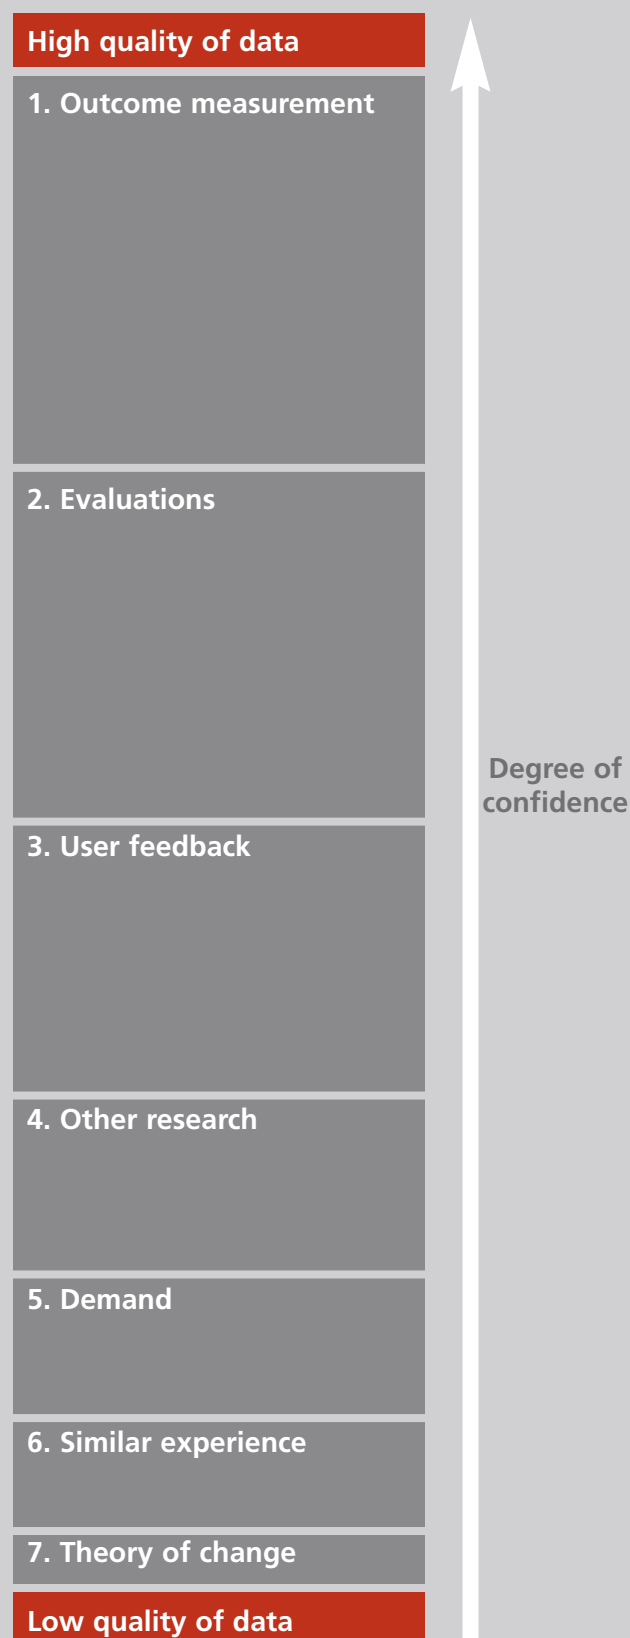 High quality of data
1. Outcome measurement
2. Evaluations
Degree of
confidence
3. User feedback
4. Other research
5. Demand
6. Similar experience
7. Theory of change
Low quality of data